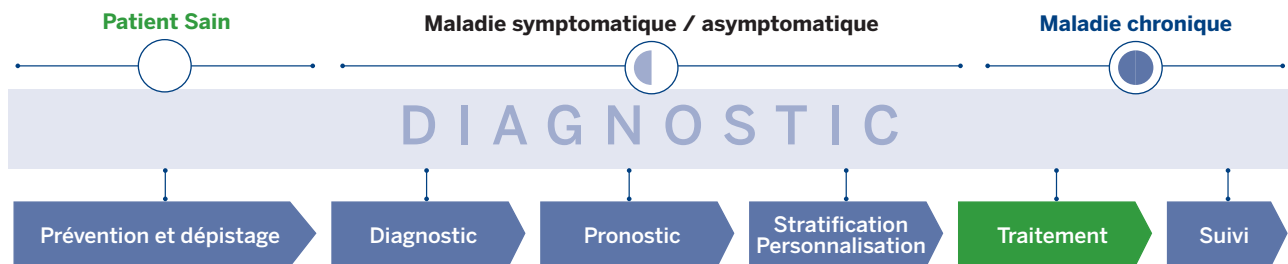 Patient Sain
Maladie symptomatique / asymptomatique
Maladie chronique
DIAGNOSTIC
Prévention et dépistage
Diagnostic
Pronostic
Stratification
Personnalisation
Traitement
Suivi